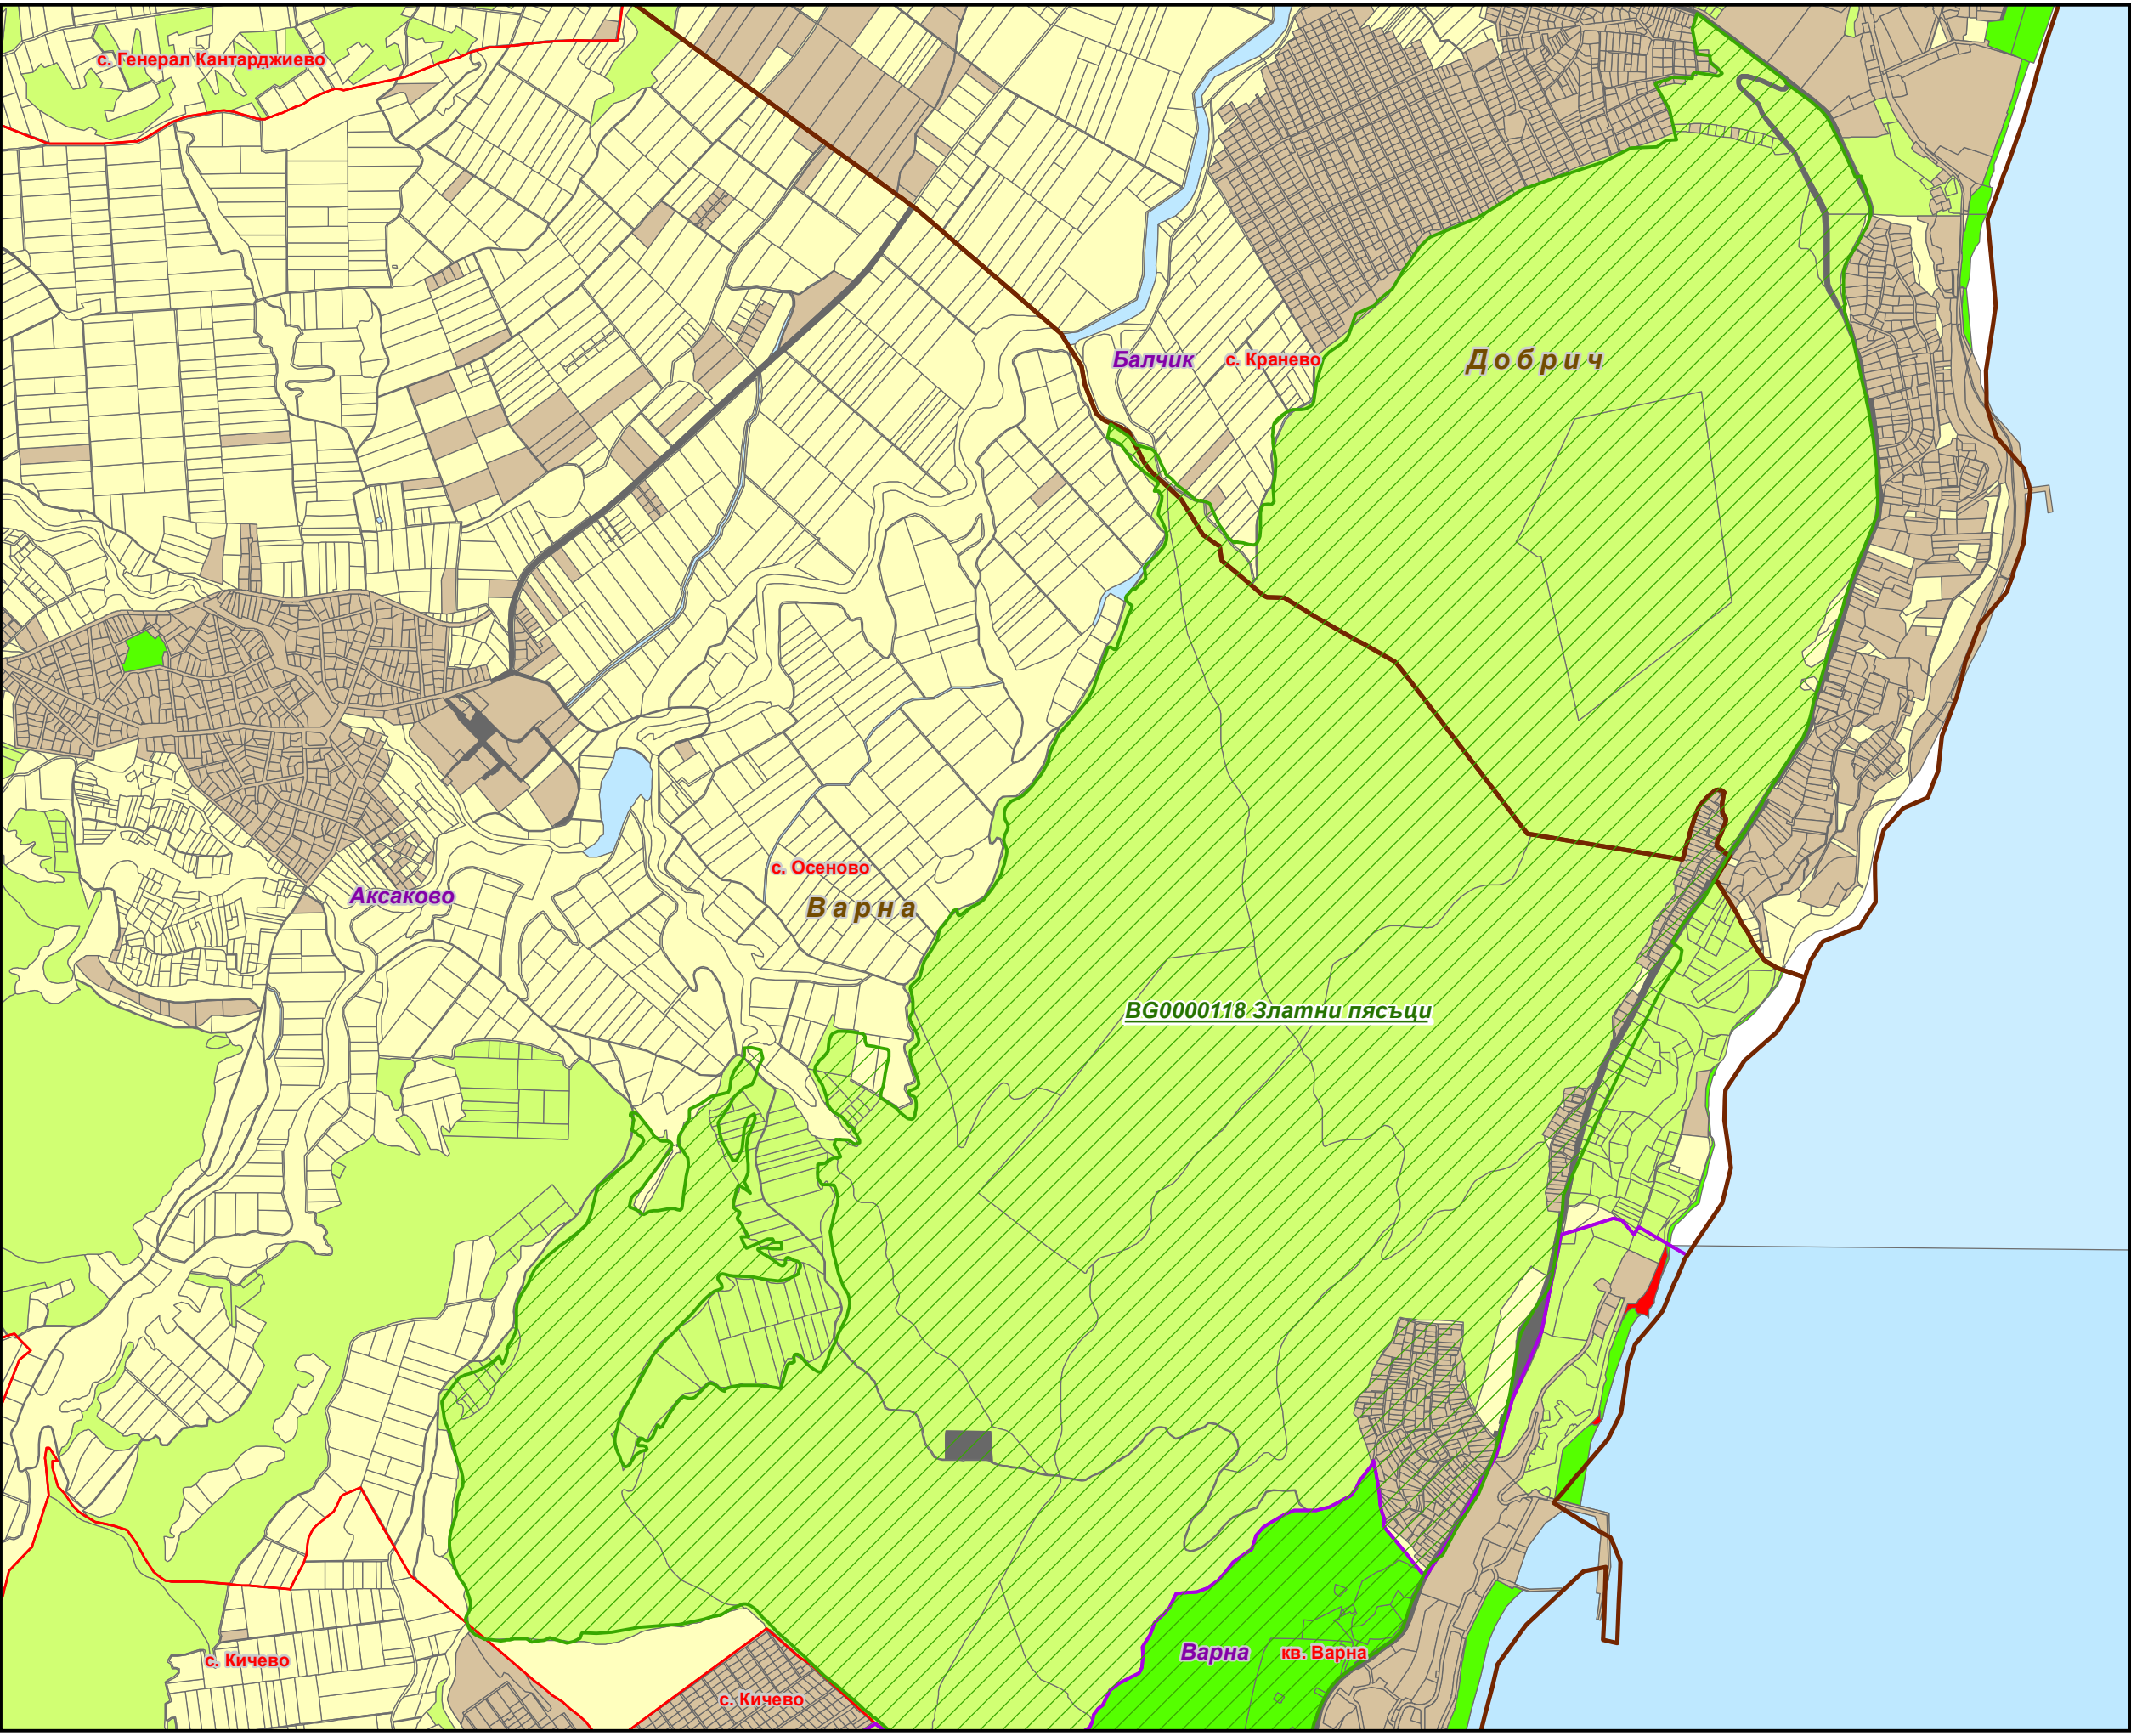 с. Генерал Кантарджиево
Балчик
с. Кранево
Добрич
с. Осеново
Аксаково
Варна
BG0000118 Златни пясъци
Варна
кв. Варна
с. Кичево
с. Кичево